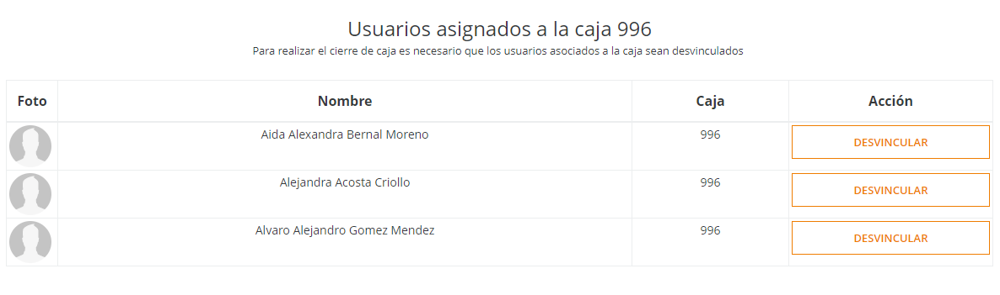 Usuarios asignados a la caja 996
Para realizar el cierre de caja es necesario que los usuarios asociados a la caja sean desvinculados
Foto Nombre Caja Acción
Aida Alexandra Bernal Moreno 996 DESVINCULAR
Alejandra Acosta Criollo 996 DESVINCULAR
Alvaro Alejandro Gomez Mendez 996 DESVINCULAR